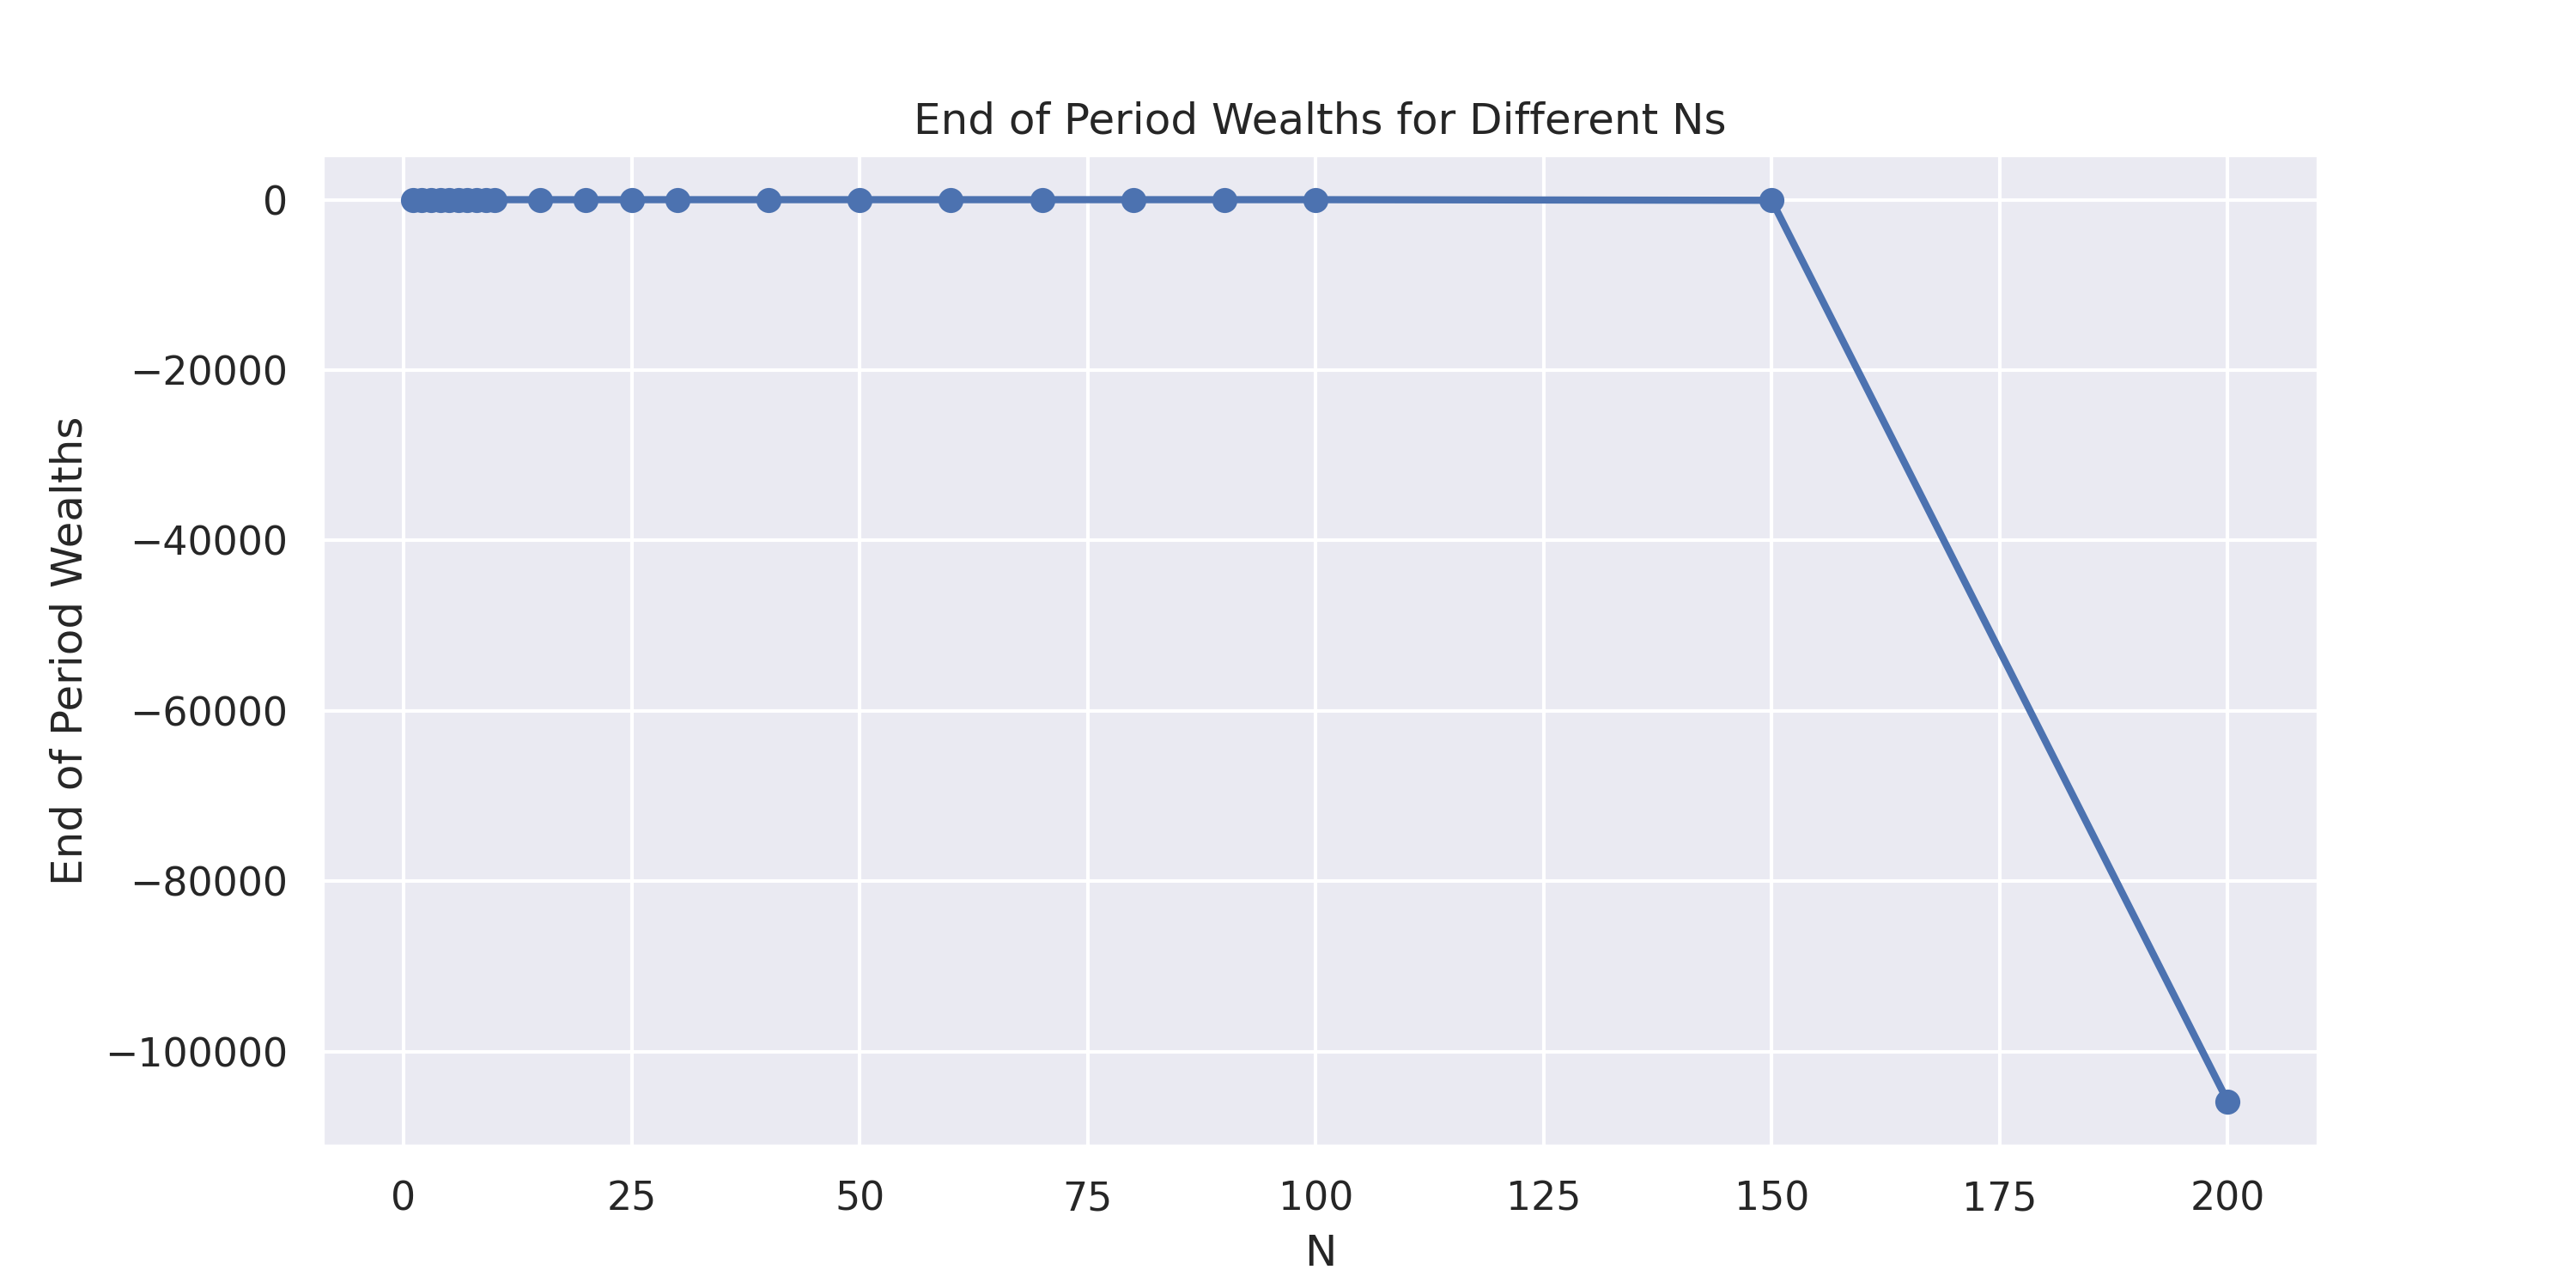 End of Period Wealths for Different Ns
End of Period Wealths
0
−20000
−40000
−60000
−80000
−100000
0 25 50 75 100 125 150 175 200
N